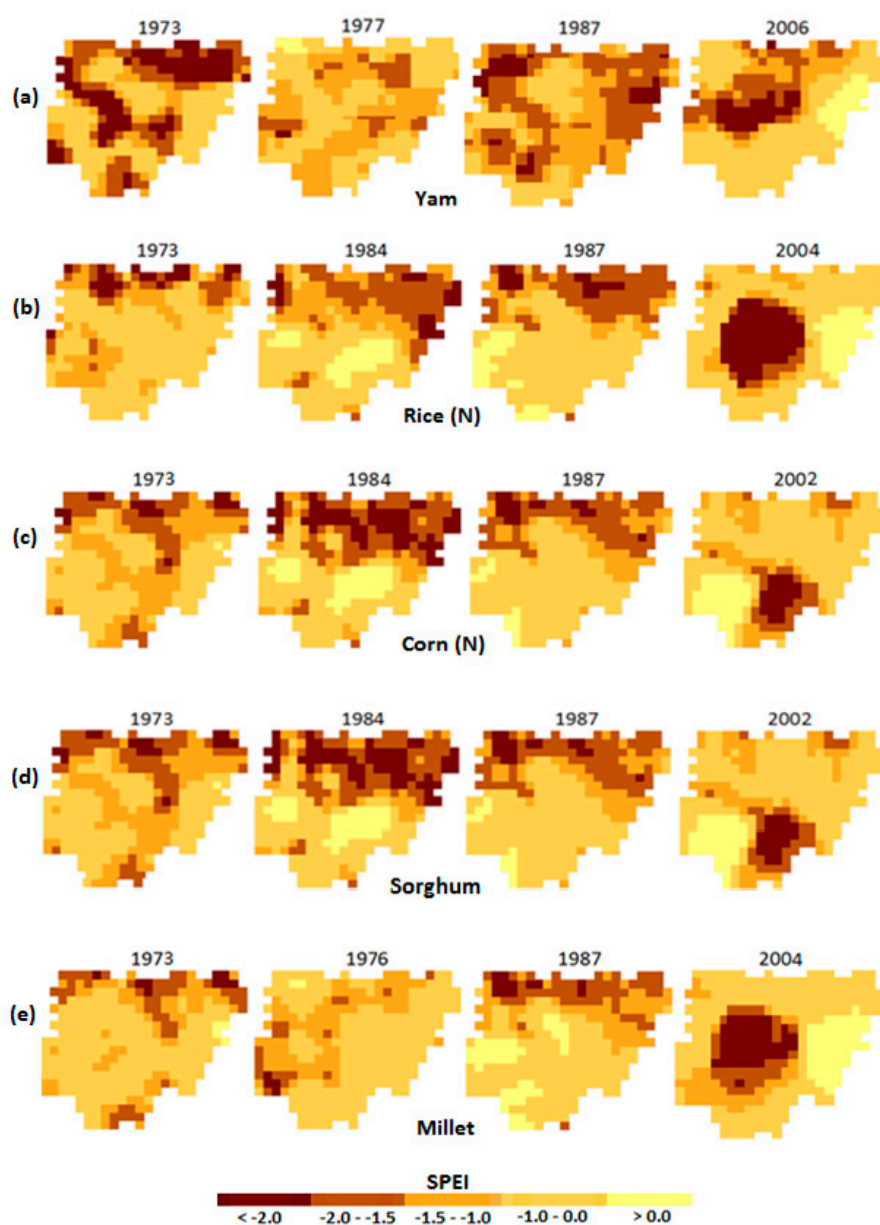 1973 1977 1987 2006
(a)
Yam
1973 1984 1987 2004
(b)
Rice (N)
1973 1984 1987 2002
(c)
Corn (N)
1973 1984 1987 2002
(d)
Sorghum
1973 1976 1987 2004
(e)
Millet
SPEI
< -2.0 -2.0 - -1.5 -1.5 - -1.0 -1.0 - 0.0 > 0.0